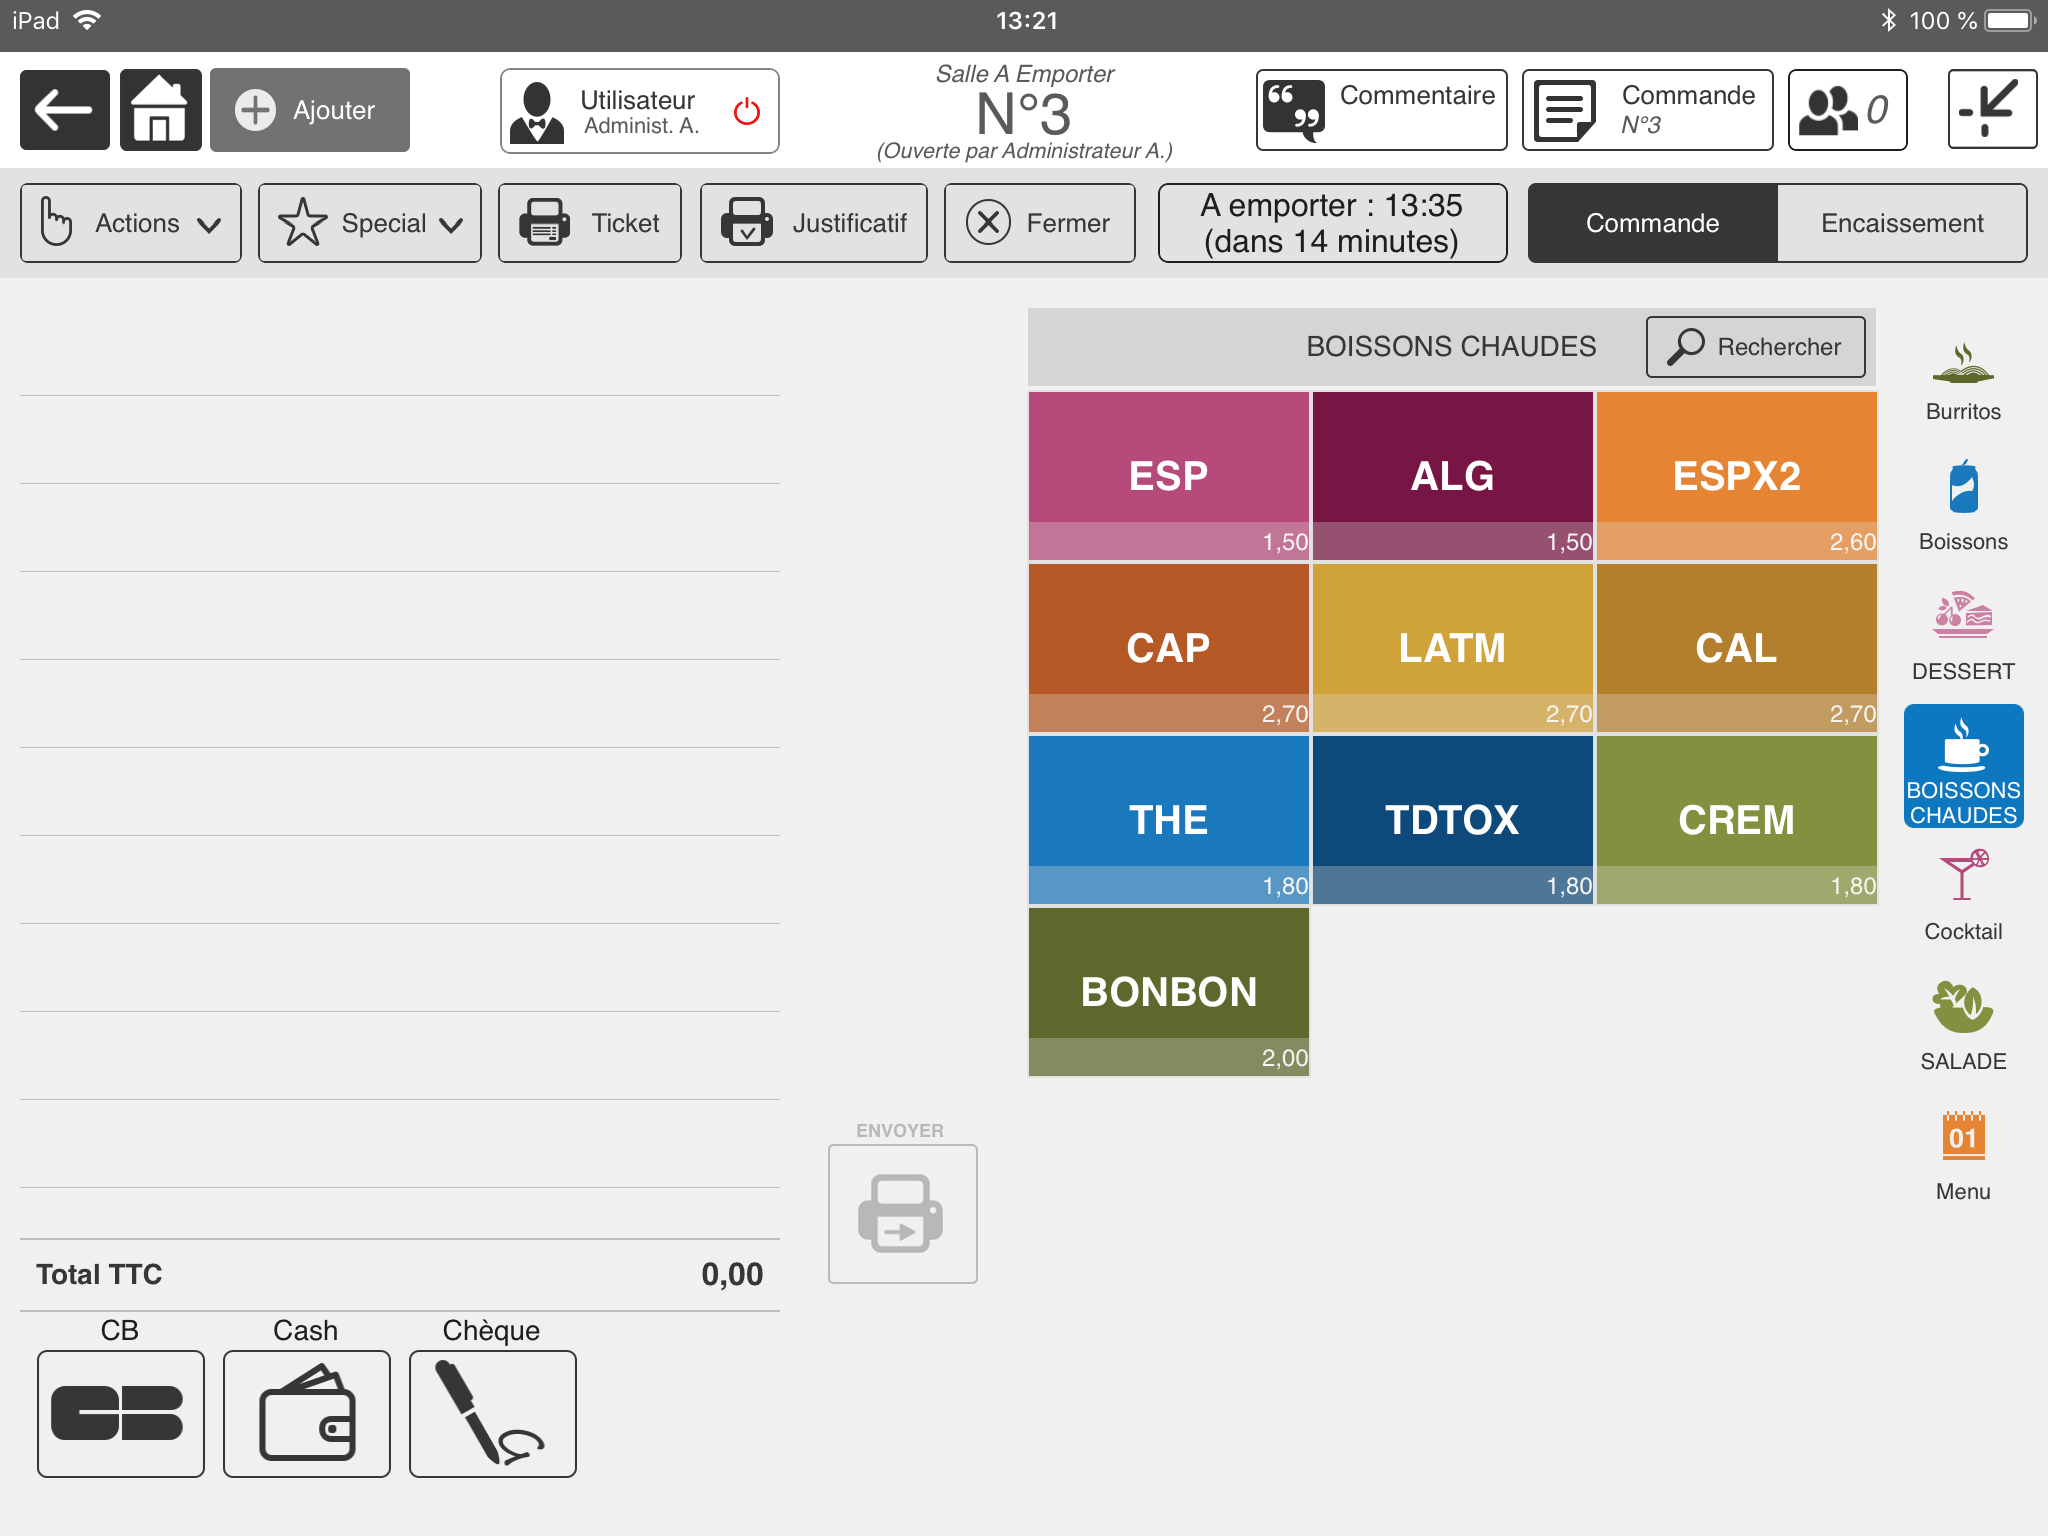 iPad
13:21
100 %
Ajouter
Utilisateur
Administ. A.
Salle A Emporter
N°3
(Ouverte par Administrateur A.)
Commentaire
Commande
N°3
0
Actions
Special
Ticket
Justificatif
Fermer
A emporter : 13:35
(dans 14 minutes)
Commande
Encaissement
BOISSONS CHAUDES
Rechercher
ESP
1,50
ALG
1,50
ESPX2
2,60
CAP
2,70
LATM
2,70
CAL
2,70
THE
1,80
TDTOX
1,80
CREM
1,80
BONBON
2,00
Burritos
Boissons
DESSERT
BOISSONS
CHAUDES
Cocktail
SALADE
01
Menu
ENVOYER
Total TTC
0,00
CB
Cash
Chèque